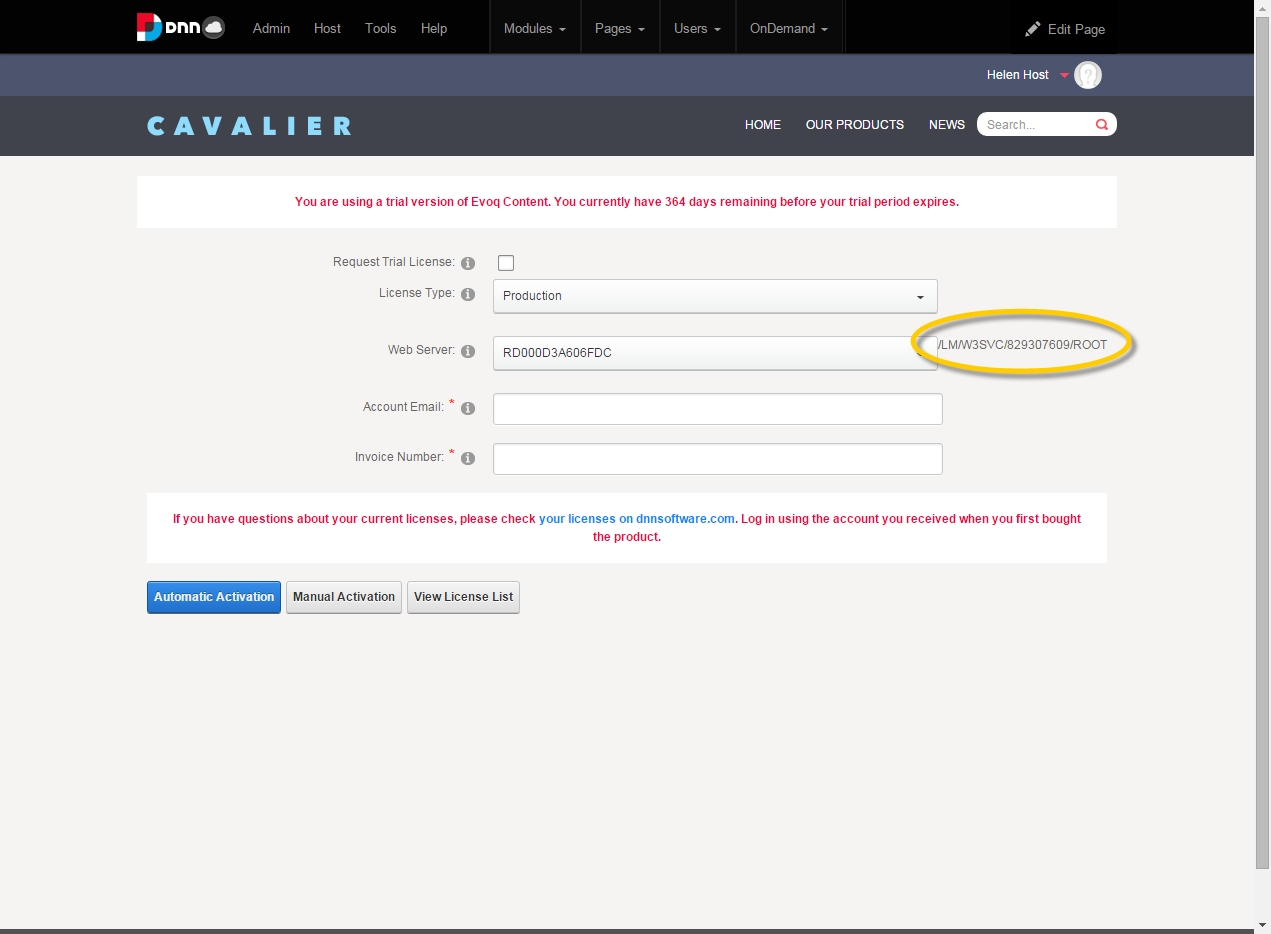 DNN Admin Host Tools Help Modules Pages Users OnDemand Edit Page
Helen Host
CAVALIER HOME OUR PRODUCTS NEWS Search...
You are using a trial version of Evoq Content. You currently have 364 days remaining before your trial period expires.
Request Trial License:
License Type: Production
Web Server: RD000D3A606FDC /LM/W3SVC/829307609/ROOT
Account Email: *
Invoice Number: *
If you have questions about your current licenses, please check your licenses on dnnsoftware.com. Log in using the account you received when you first bought
the product.
Automatic Activation Manual Activation View License List